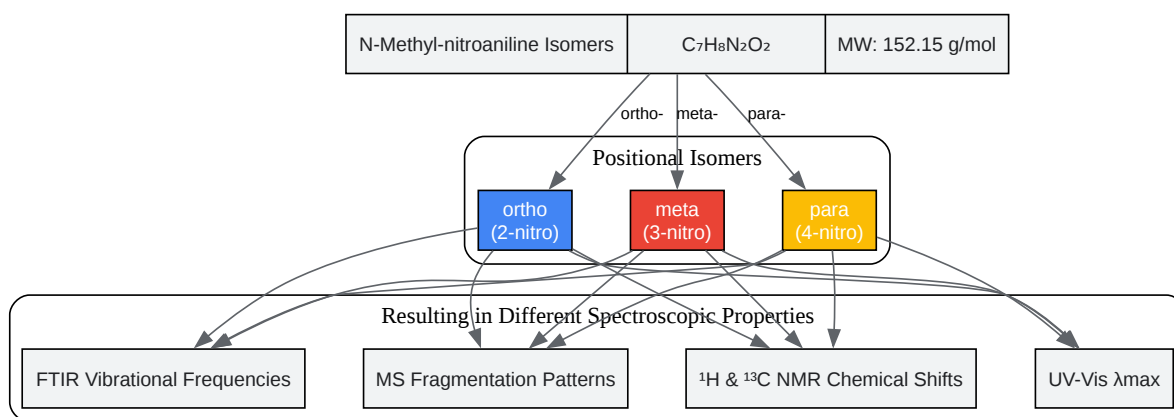 N-Methyl-nitroaniline Isomers
C₇H₈N₂O₂
MW: 152.15 g/mol
ortho-
meta-
para-
Positional Isomers
ortho
(2-nitro)
meta
(3-nitro)
para
(4-nitro)
Resulting in Different Spectroscopic Properties
FTIR Vibrational Frequencies
MS Fragmentation Patterns
¹H & ¹³C NMR Chemical Shifts
UV-Vis λmax